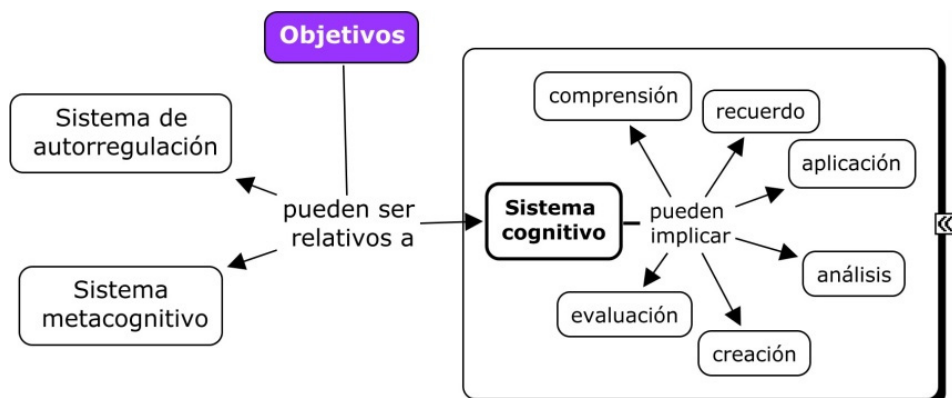 Objetivos
Sistema de
autorregulación
pueden ser
relativos a
Sistema
metacognitivo
Sistema
cognitivo
pueden
implicar
comprensión
recuerdo
aplicación
análisis
creación
evaluación